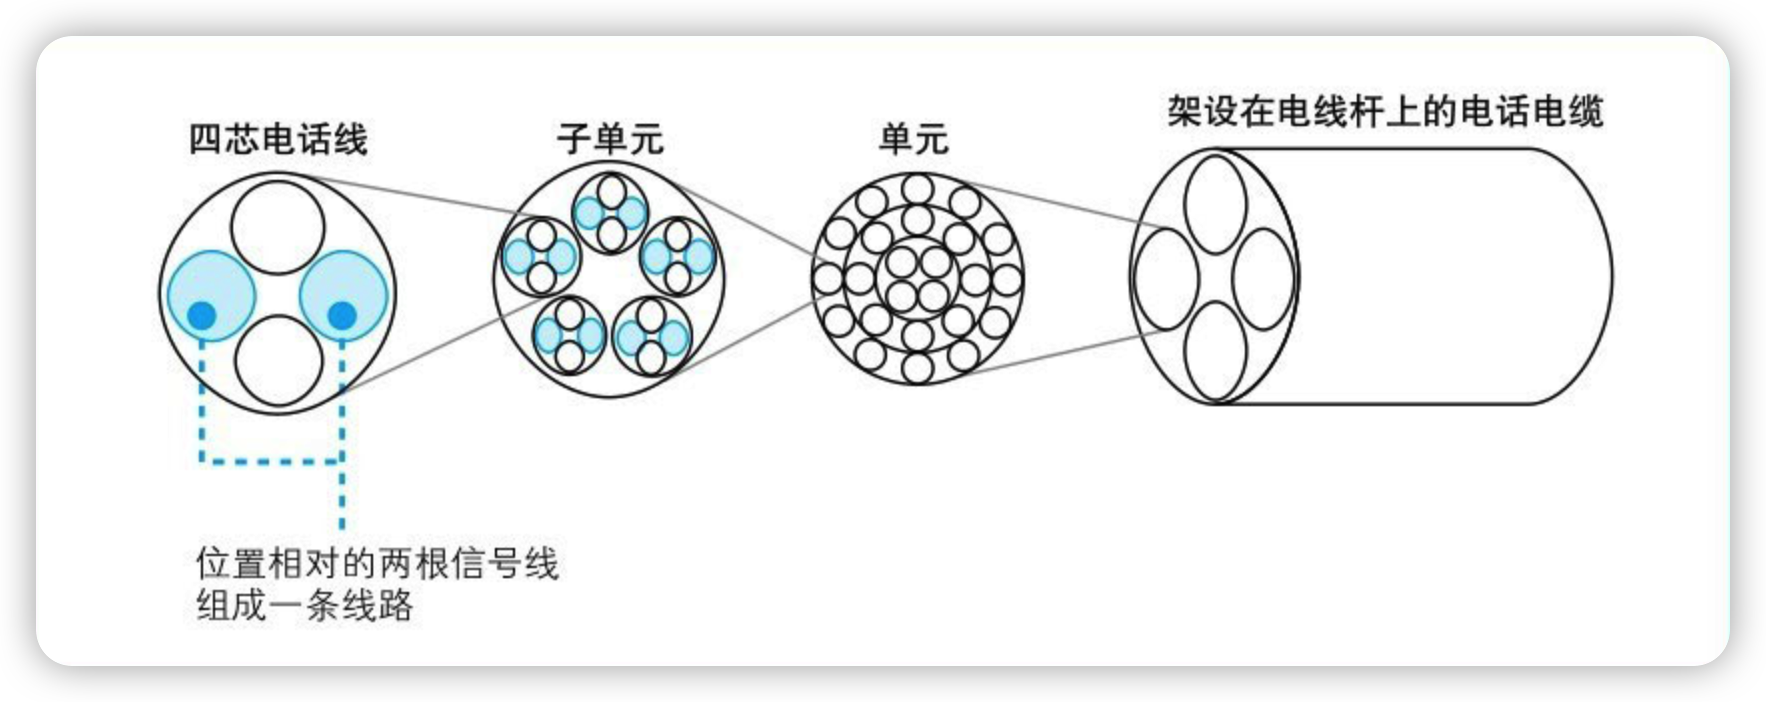 四芯电话线
子单元
单元
架设在电线杆上的电话电缆
位置相对的两根信号线
组成一条线路